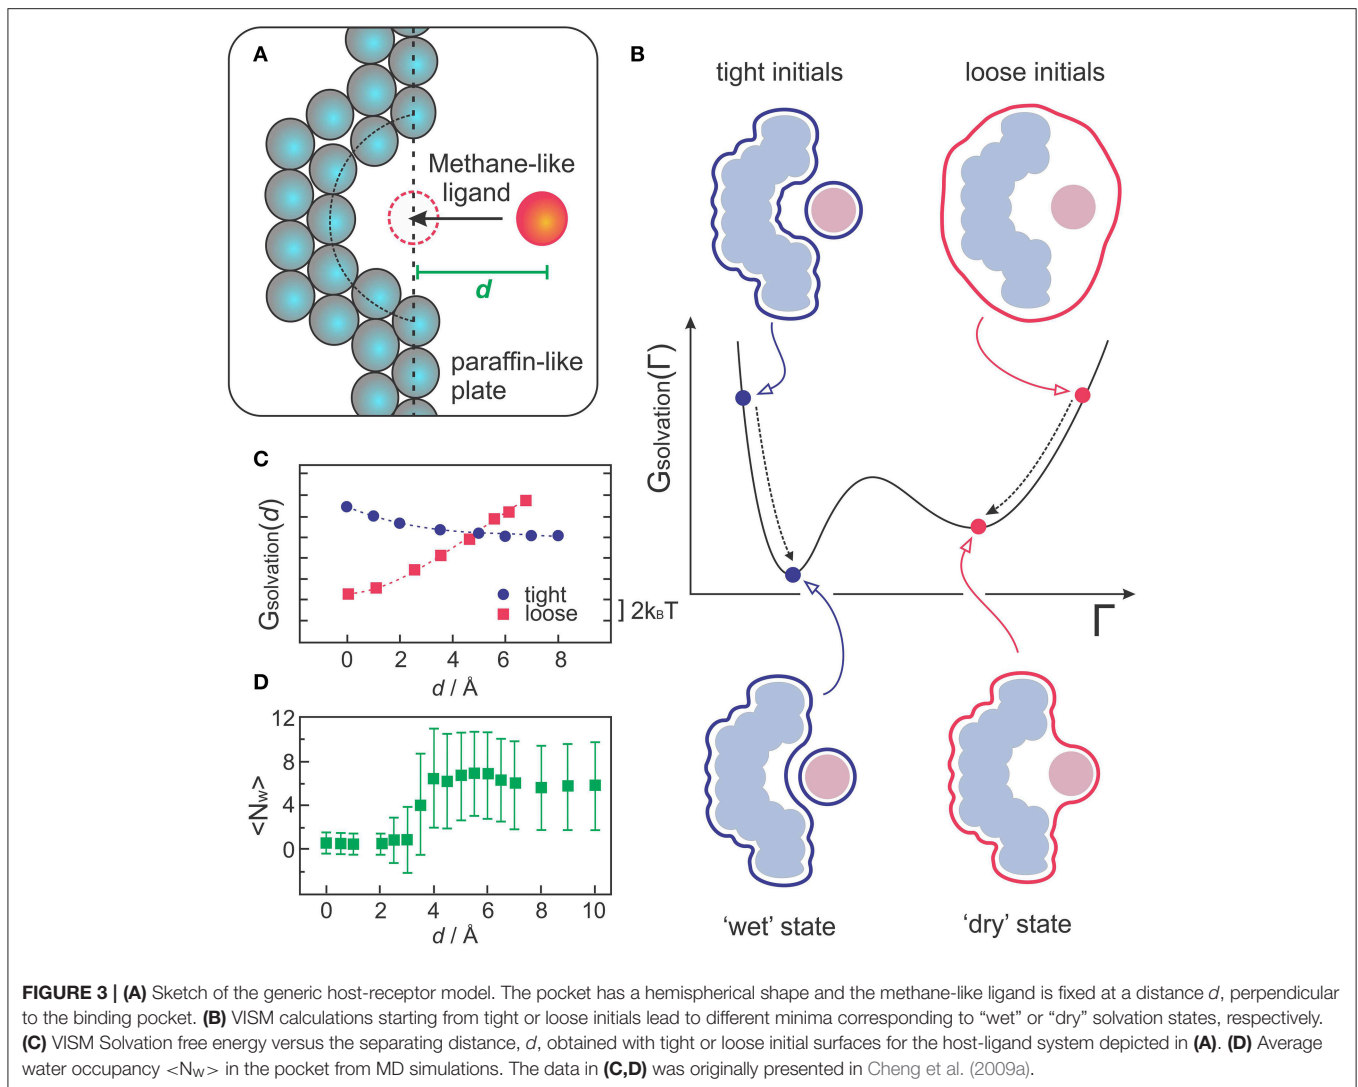 A
Methane-like
ligand
d
paraffin-like
plate
B
tight initials
loose initials
Gsolvation(Γ)
Γ
'wet' state
'dry' state
C
Gsolvation(d)
tight
loose
2kBT
0 2 4 6 8
d / Å
D
<Nw>
12
8
4
0
0 2 4 6 8 10
d / Å
FIGURE 3 | (A) Sketch of the generic host-receptor model. The pocket has a hemispherical shape and the methane-like ligand is fixed at a distance d, perpendicular
to the binding pocket. (B) VISM calculations starting from tight or loose initials lead to different minima corresponding to “wet” or “dry” solvation states, respectively.
(C) VISM Solvation free energy versus the separating distance, d, obtained with tight or loose initial surfaces for the host-ligand system depicted in (A). (D) Average
water occupancy <Nw> in the pocket from MD simulations. The data in (C,D) was originally presented in Cheng et al. (2009a).